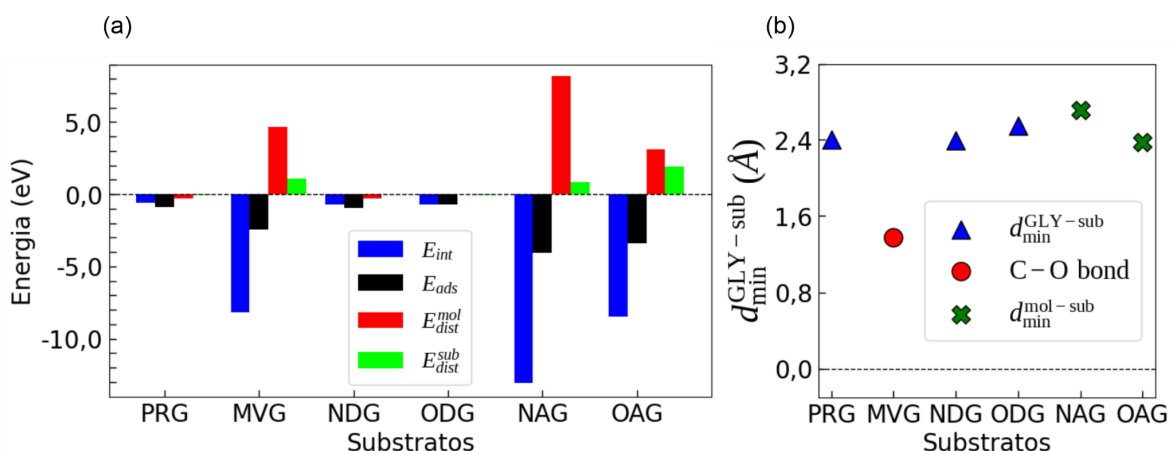 (a)
(b)
Energia (eV)
5,0
0,0
-5,0
-10,0
E_int
E_ads
E_dist^mol
E_dist^sub
PRG MVG NDG ODG NAG OAG
Substratos
d_min^GLY−sub (Å)
3,2
2,4
1,6
0,8
0,0
d_min^GLY−sub
C−O bond
d_min^mol−sub
PRG MVG NDG ODG NAG OAG
Substratos